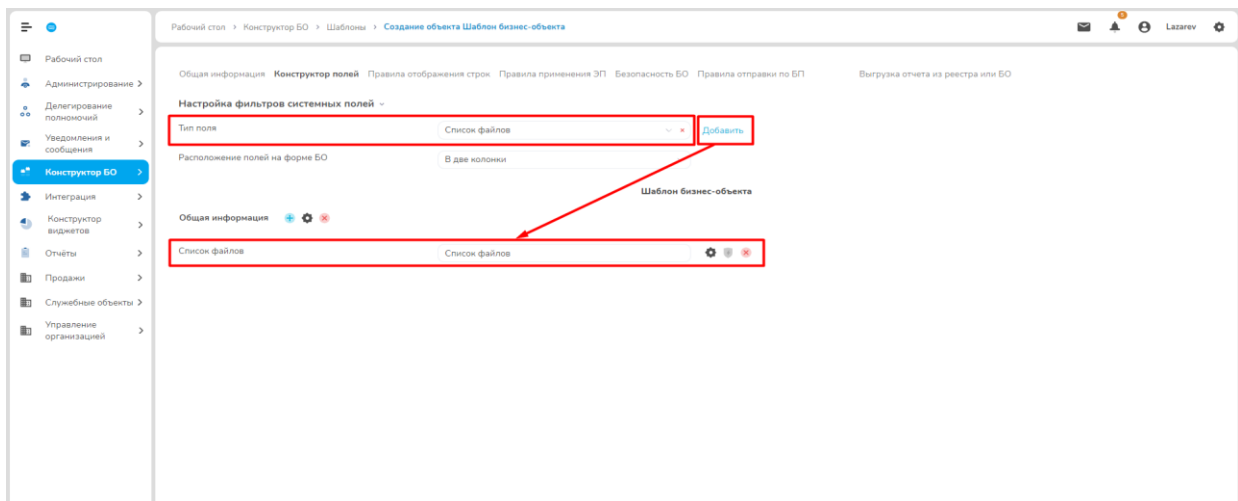 Рабочий стол > Конструктор БО > Шаблоны > Создание объекта Шаблон бизнес-объекта
1
Lazarev
Рабочий стол
Администрирование
Делегирование
полномочий
Уведомления и
сообщения
Конструктор БО
Интеграция
Конструктор
виджетов
Отчёты
Продажи
Служебные объекты
Управление
организацией
Общая информация Конструктор полей Правила отображения строк Правила применения ЭП Безопасность БО Правила отправки по БП Выгрузка отчета из реестра или БО
Настройка фильтров системных полей
Тип поля Список файлов Добавить
Расположение полей на форме БО В две колонки
Шаблон бизнес-объекта
Общая информация
Список файлов Список файлов